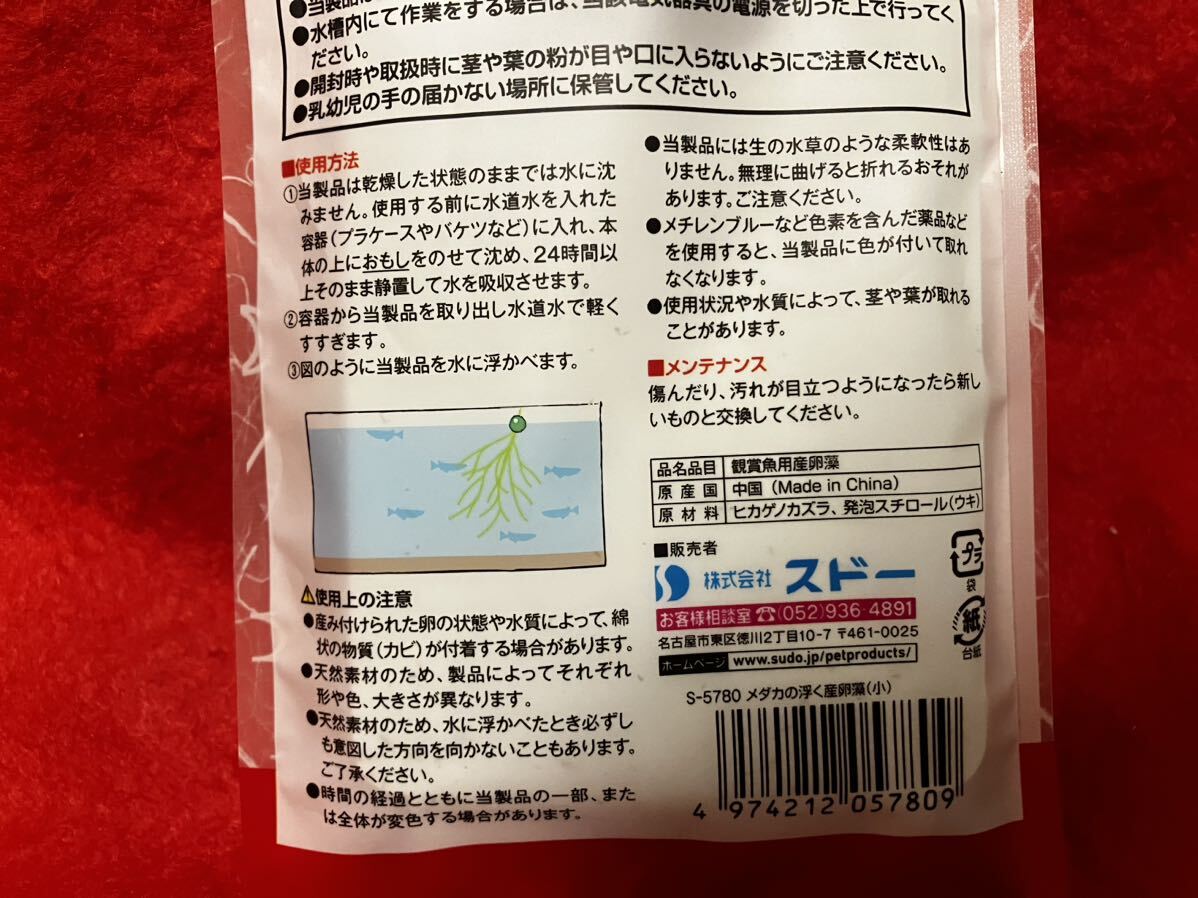 ●当製品に
●水槽内にて作業をする場合は、当該電気器具の電源を切った上で行ってく
ださい。
●開封時や取扱時に茎や葉の粉が目や口に入らないようにご注意ください。
●乳幼児の手の届かない場所に保管してください。
■使用方法
①当製品は乾燥した状態のままでは水に沈
みません。使用する前に水道水を入れた
容器(プラケースやバケツなど)に入れ、本
体の上におもしをのせて沈め、24時間以
上そのまま静置して水を吸収させます。
②容器から当製品を取り出し水道水で軽く
すすぎます。
③図のように当製品を水に浮かべます。
⚠使用上の注意
●産み付けられた卵の状態や水質によって、綿
状の物質(カビ)が付着する場合があります。
●天然素材のため、製品によってそれぞれ
形や色、大きさが異なります。
●天然素材のため、水に浮かべたとき必ずし
も意図した方向を向かないこともあります。
ご了承ください。
●時間の経過とともに当製品の一部、また
は全体が変色する場合があります。
●当製品には生の水草のような柔軟性はあ
りません。無理に曲げると折れるおそれが
あります。ご注意ください。
●メチレンブルーなど色素を含んだ薬品など
を使用すると、当製品に色が付いて取れ
なくなります。
●使用状況や水質によって、茎や葉が取れる
ことがあります。
■メンテナンス
傷んだり、汚れが目立つようになったら新し
いものと交換してください。
品名品目 観賞魚用産卵藻
原産国 中国(Made in China)
原材料 ヒカゲノカズラ、発泡スチロール(ウキ)
■販売者
株式会社 スドー
お客様相談室☎(052)936-4891
名古屋市東区徳川2丁目10-7 〒461-0025
ホームページ www.sudo.jp/petproducts/
プラ
袋
紙
台紙
S-5780 メダカの浮く産卵藻(小)
4 974212 057809